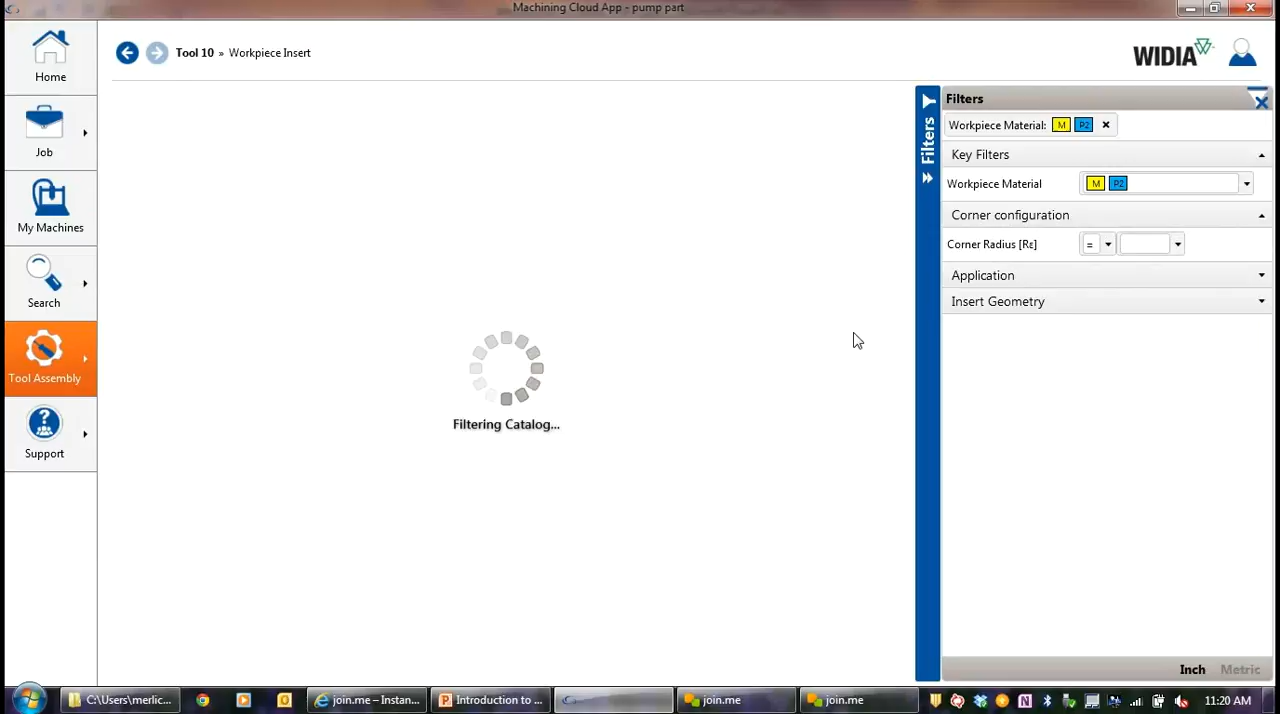 Machining Cloud App - pump part
Home
Job
My Machines
Search
Tool Assembly
Support
Tool 10 » Workpiece Insert
WIDIA
Filtering Catalog...
Filters
Filters
Workpiece Material: M P2 ×
Key Filters
Workpiece Material M P2
Corner configuration
Corner Radius [Rε] =
Application
Insert Geometry
Inch Metric
C:\Users\merlic...
join.me – Instan...
Introduction to ...
join.me
join.me
11:20 AM